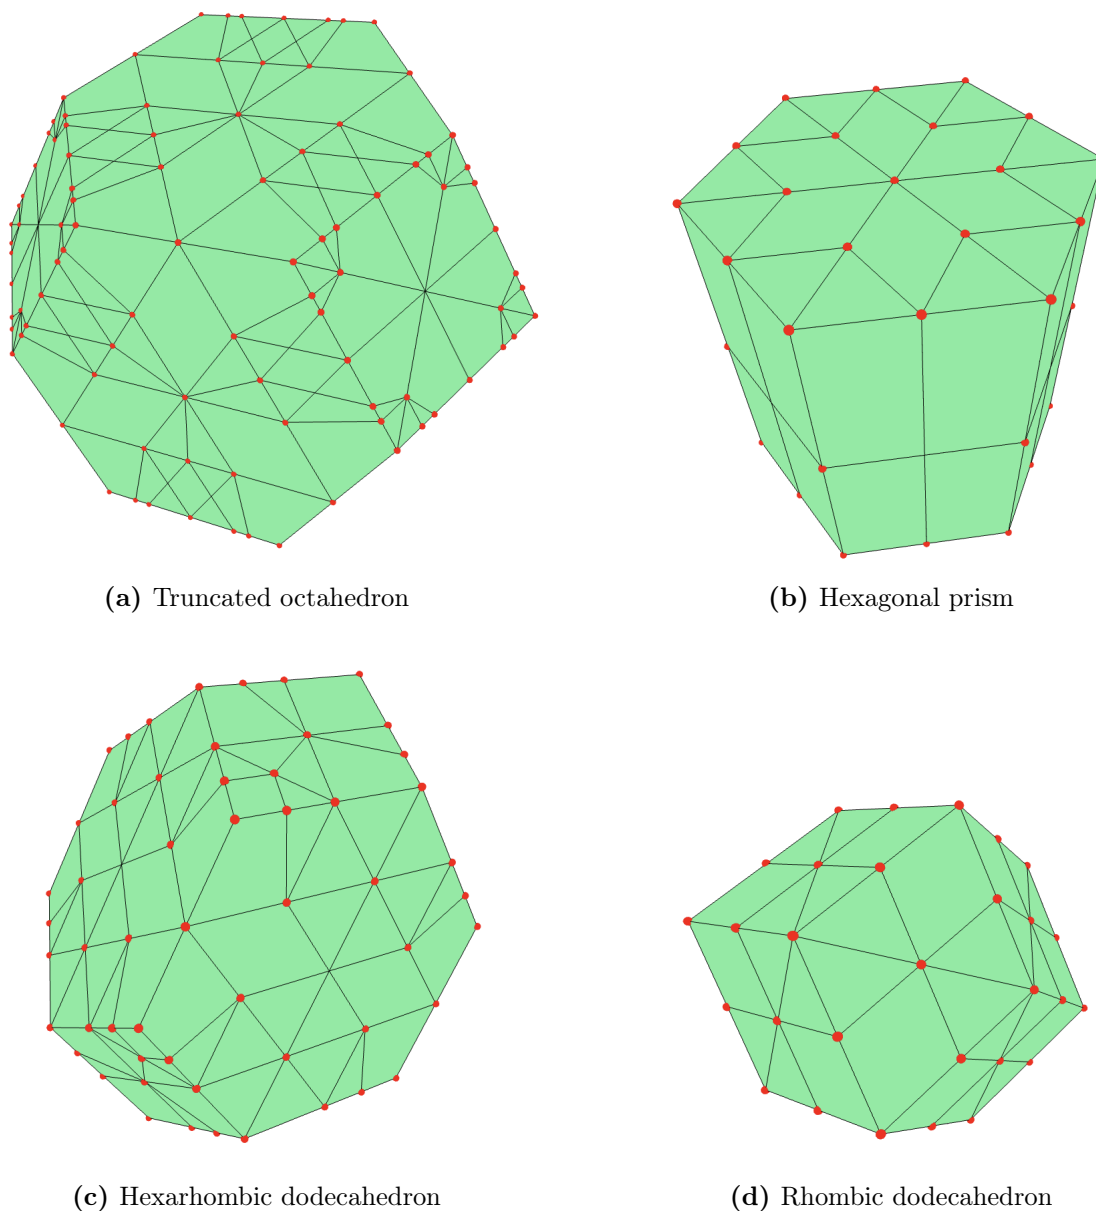 (a) Truncated octahedron
(b) Hexagonal prism
(c) Hexarhombic dodecahedron
(d) Rhombic dodecahedron